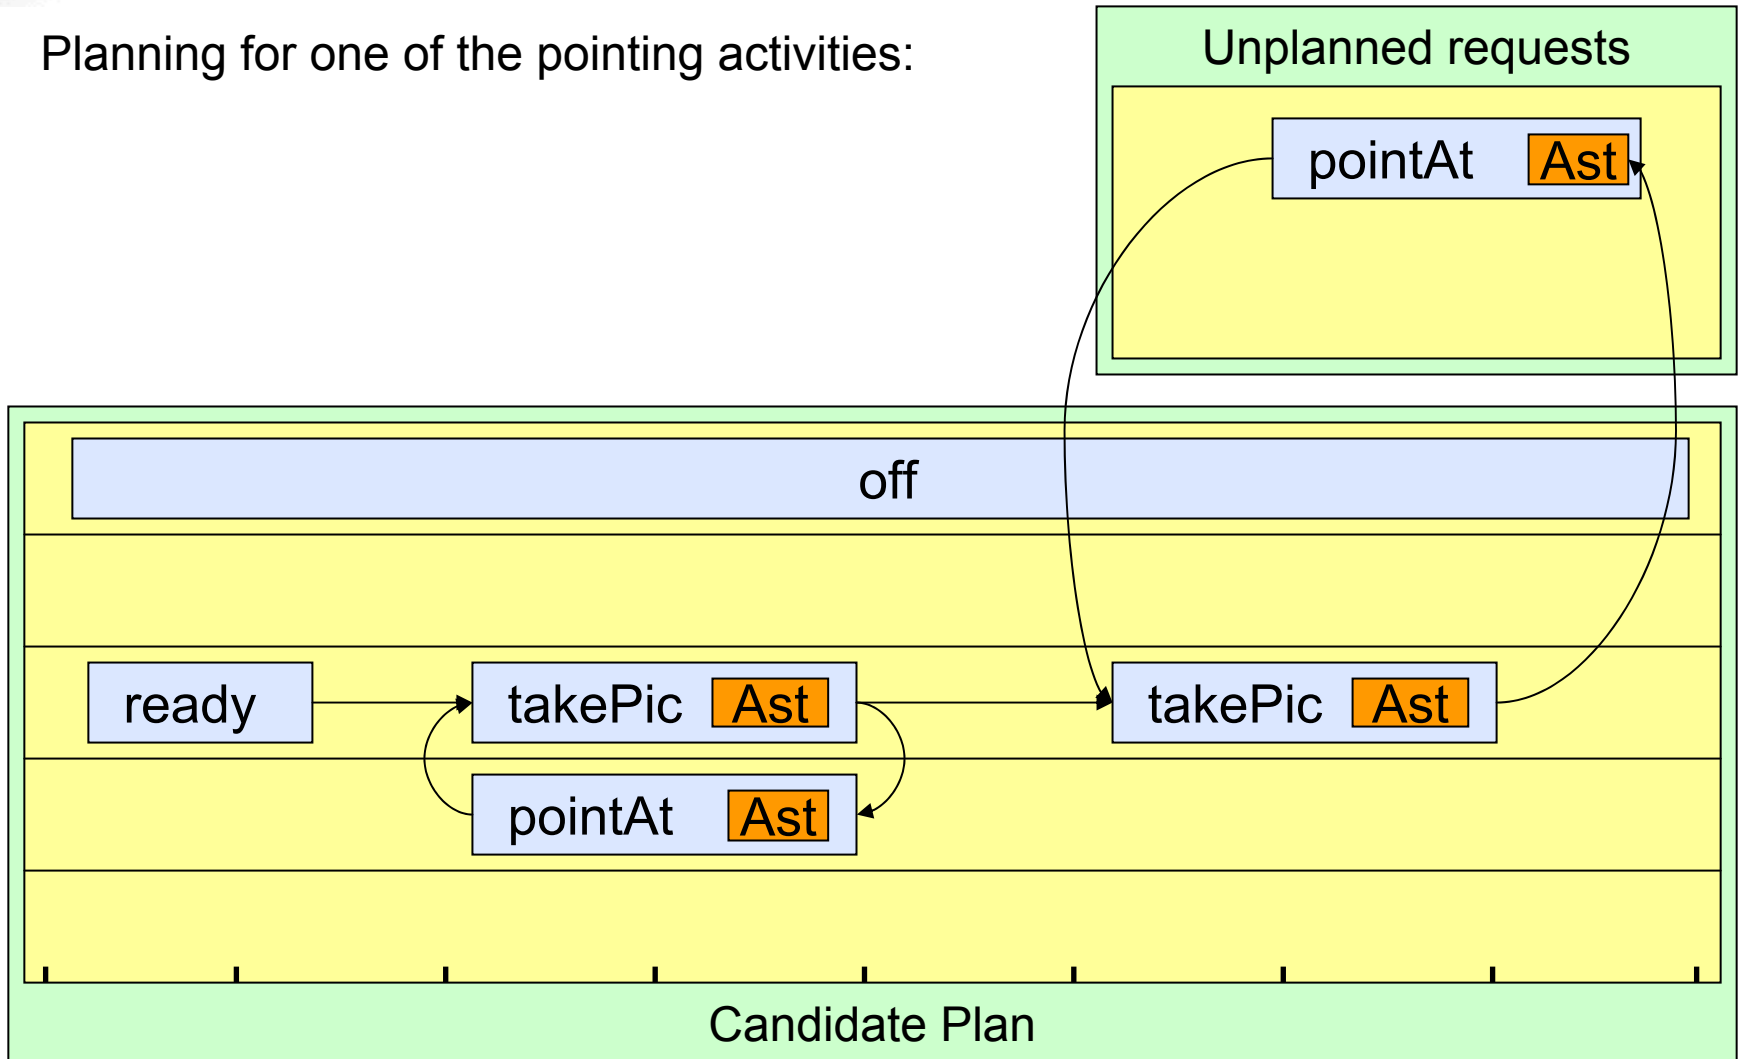 Planning for one of the pointing activities:
Unplanned requests
pointAt Ast
off
ready takePic Ast takePic Ast
pointAt Ast
Candidate Plan